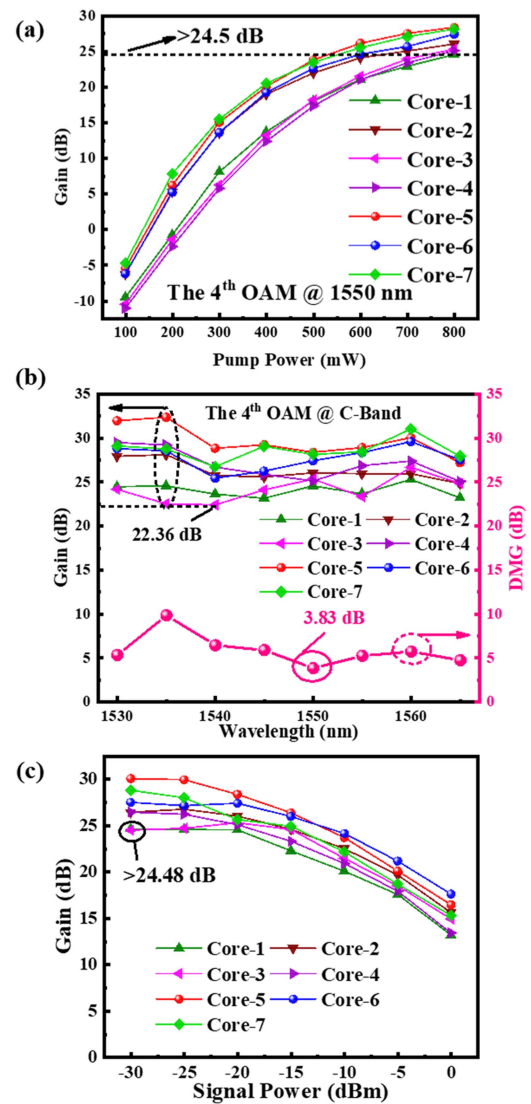 (a)
>24.5 dB
Gain (dB)
30
25
20
15
10
5
0
-5
-10
Core-1
Core-2
Core-3
Core-4
Core-5
Core-6
Core-7
The 4th OAM @ 1550 nm
100 200 300 400 500 600 700 800
Pump Power (mW)
(b)
The 4th OAM @ C-Band
Gain (dB)
35
30
25
20
15
10
5
0
22.36 dB
Core-1 Core-2
Core-3 Core-4
Core-5 Core-6
Core-7
3.83 dB
35
30
25
20
15
10
5
0
DMG (dB)
1530 1540 1550 1560
Wavelength (nm)
(c)
Gain (dB)
30
25
20
15
10
5
0
>24.48 dB
Core-1 Core-2
Core-3 Core-4
Core-5 Core-6
Core-7
-30 -25 -20 -15 -10 -5 0
Signal Power (dBm)